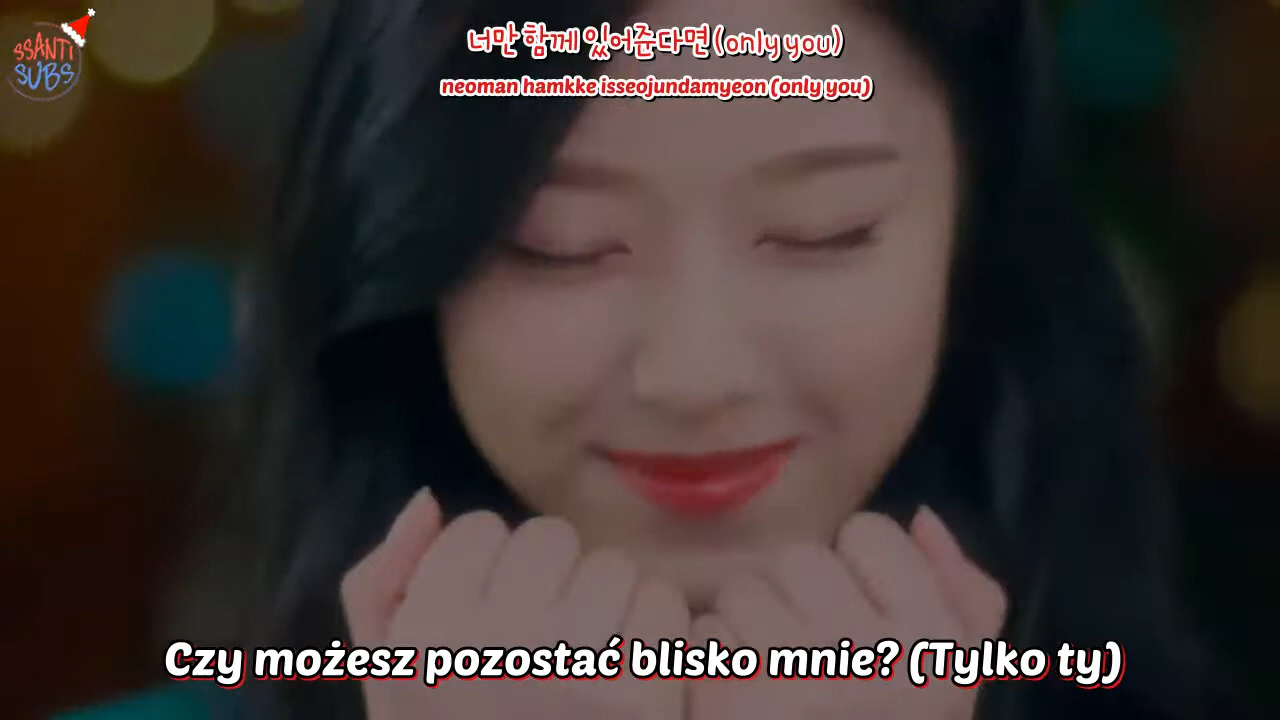 SSANTI
SUBS
너만 함께 있어준다면 (only you)
neoman hamkke isseojundamyeon (only you)
Czy możesz pozostać blisko mnie? (Tylko ty)